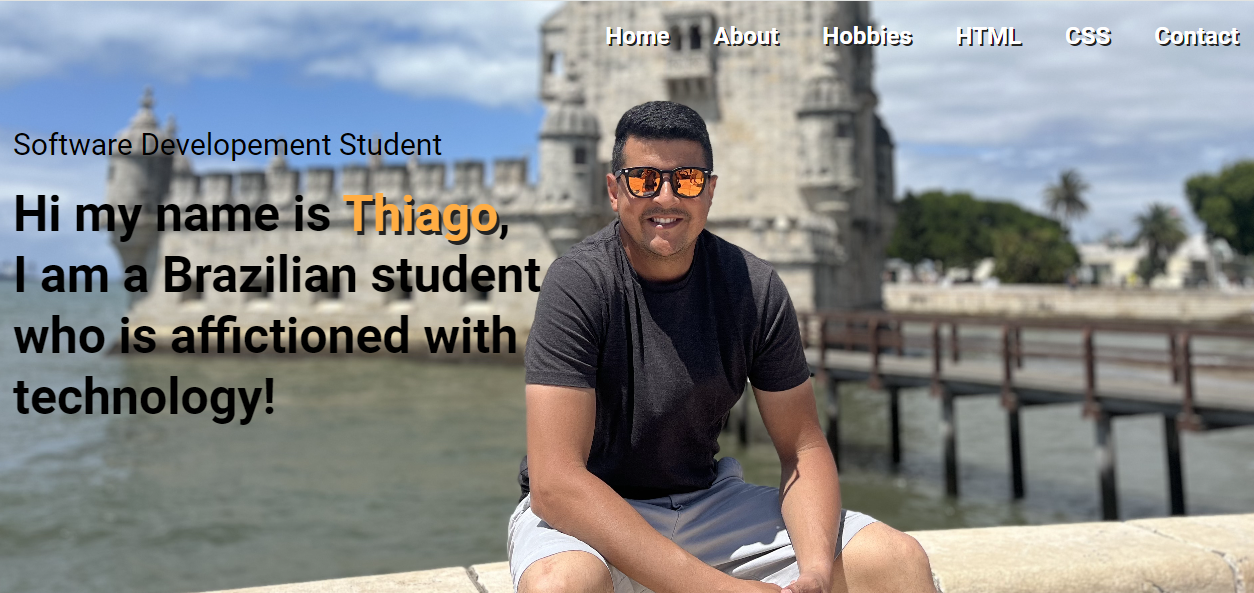 Home About Hobbies HTML CSS Contact
Software Developement Student
Hi my name is Thiago,
I am a Brazilian student
who is affictioned with
technology!